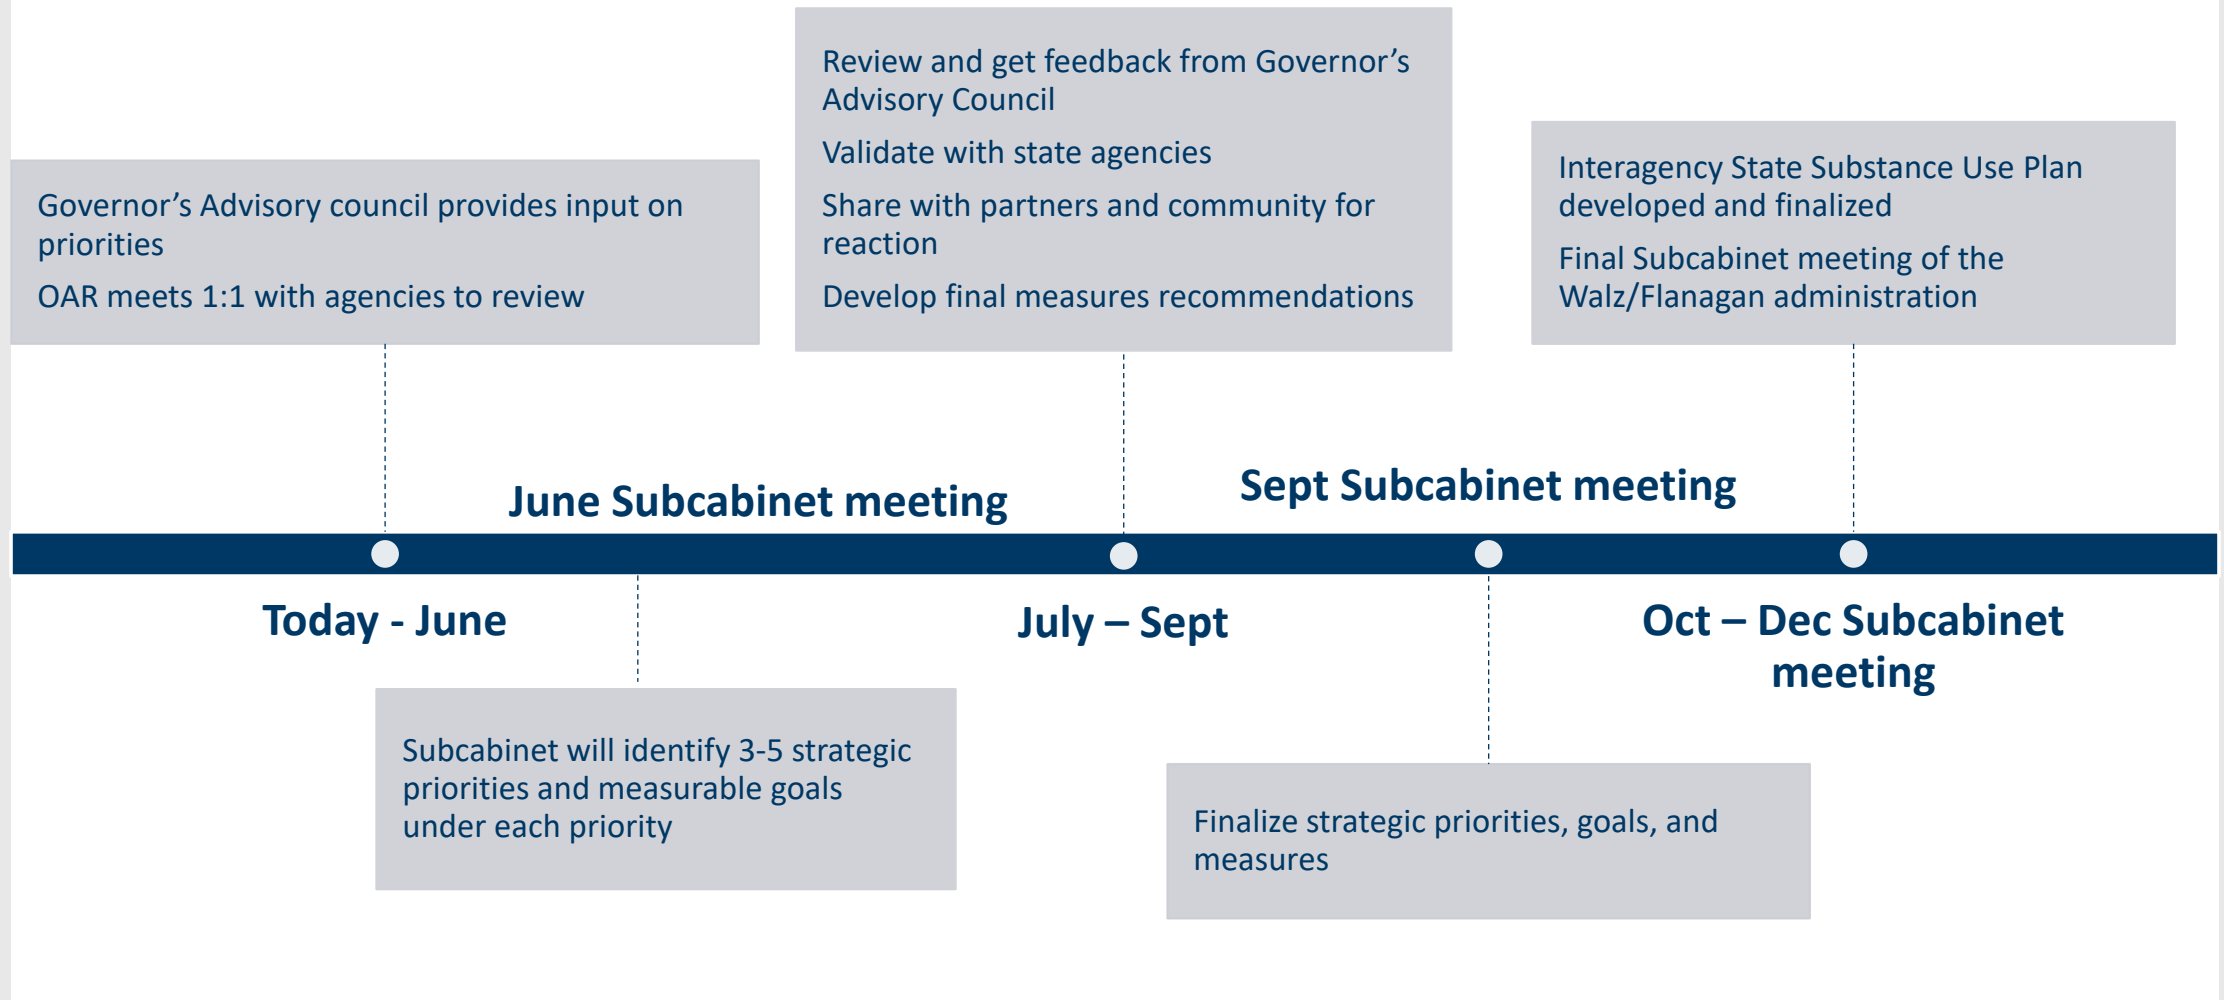 Governor’s Advisory council provides input on
priorities
OAR meets 1:1 with agencies to review
Review and get feedback from Governor’s
Advisory Council
Validate with state agencies
Share with partners and community for
reaction
Develop final measures recommendations
Interagency State Substance Use Plan
developed and finalized
Final Subcabinet meeting of the
Walz/Flanagan administration
June Subcabinet meeting
Sept Subcabinet meeting
Today - June
July – Sept
Oct – Dec Subcabinet
meeting
Subcabinet will identify 3-5 strategic
priorities and measurable goals
under each priority
Finalize strategic priorities, goals, and
measures